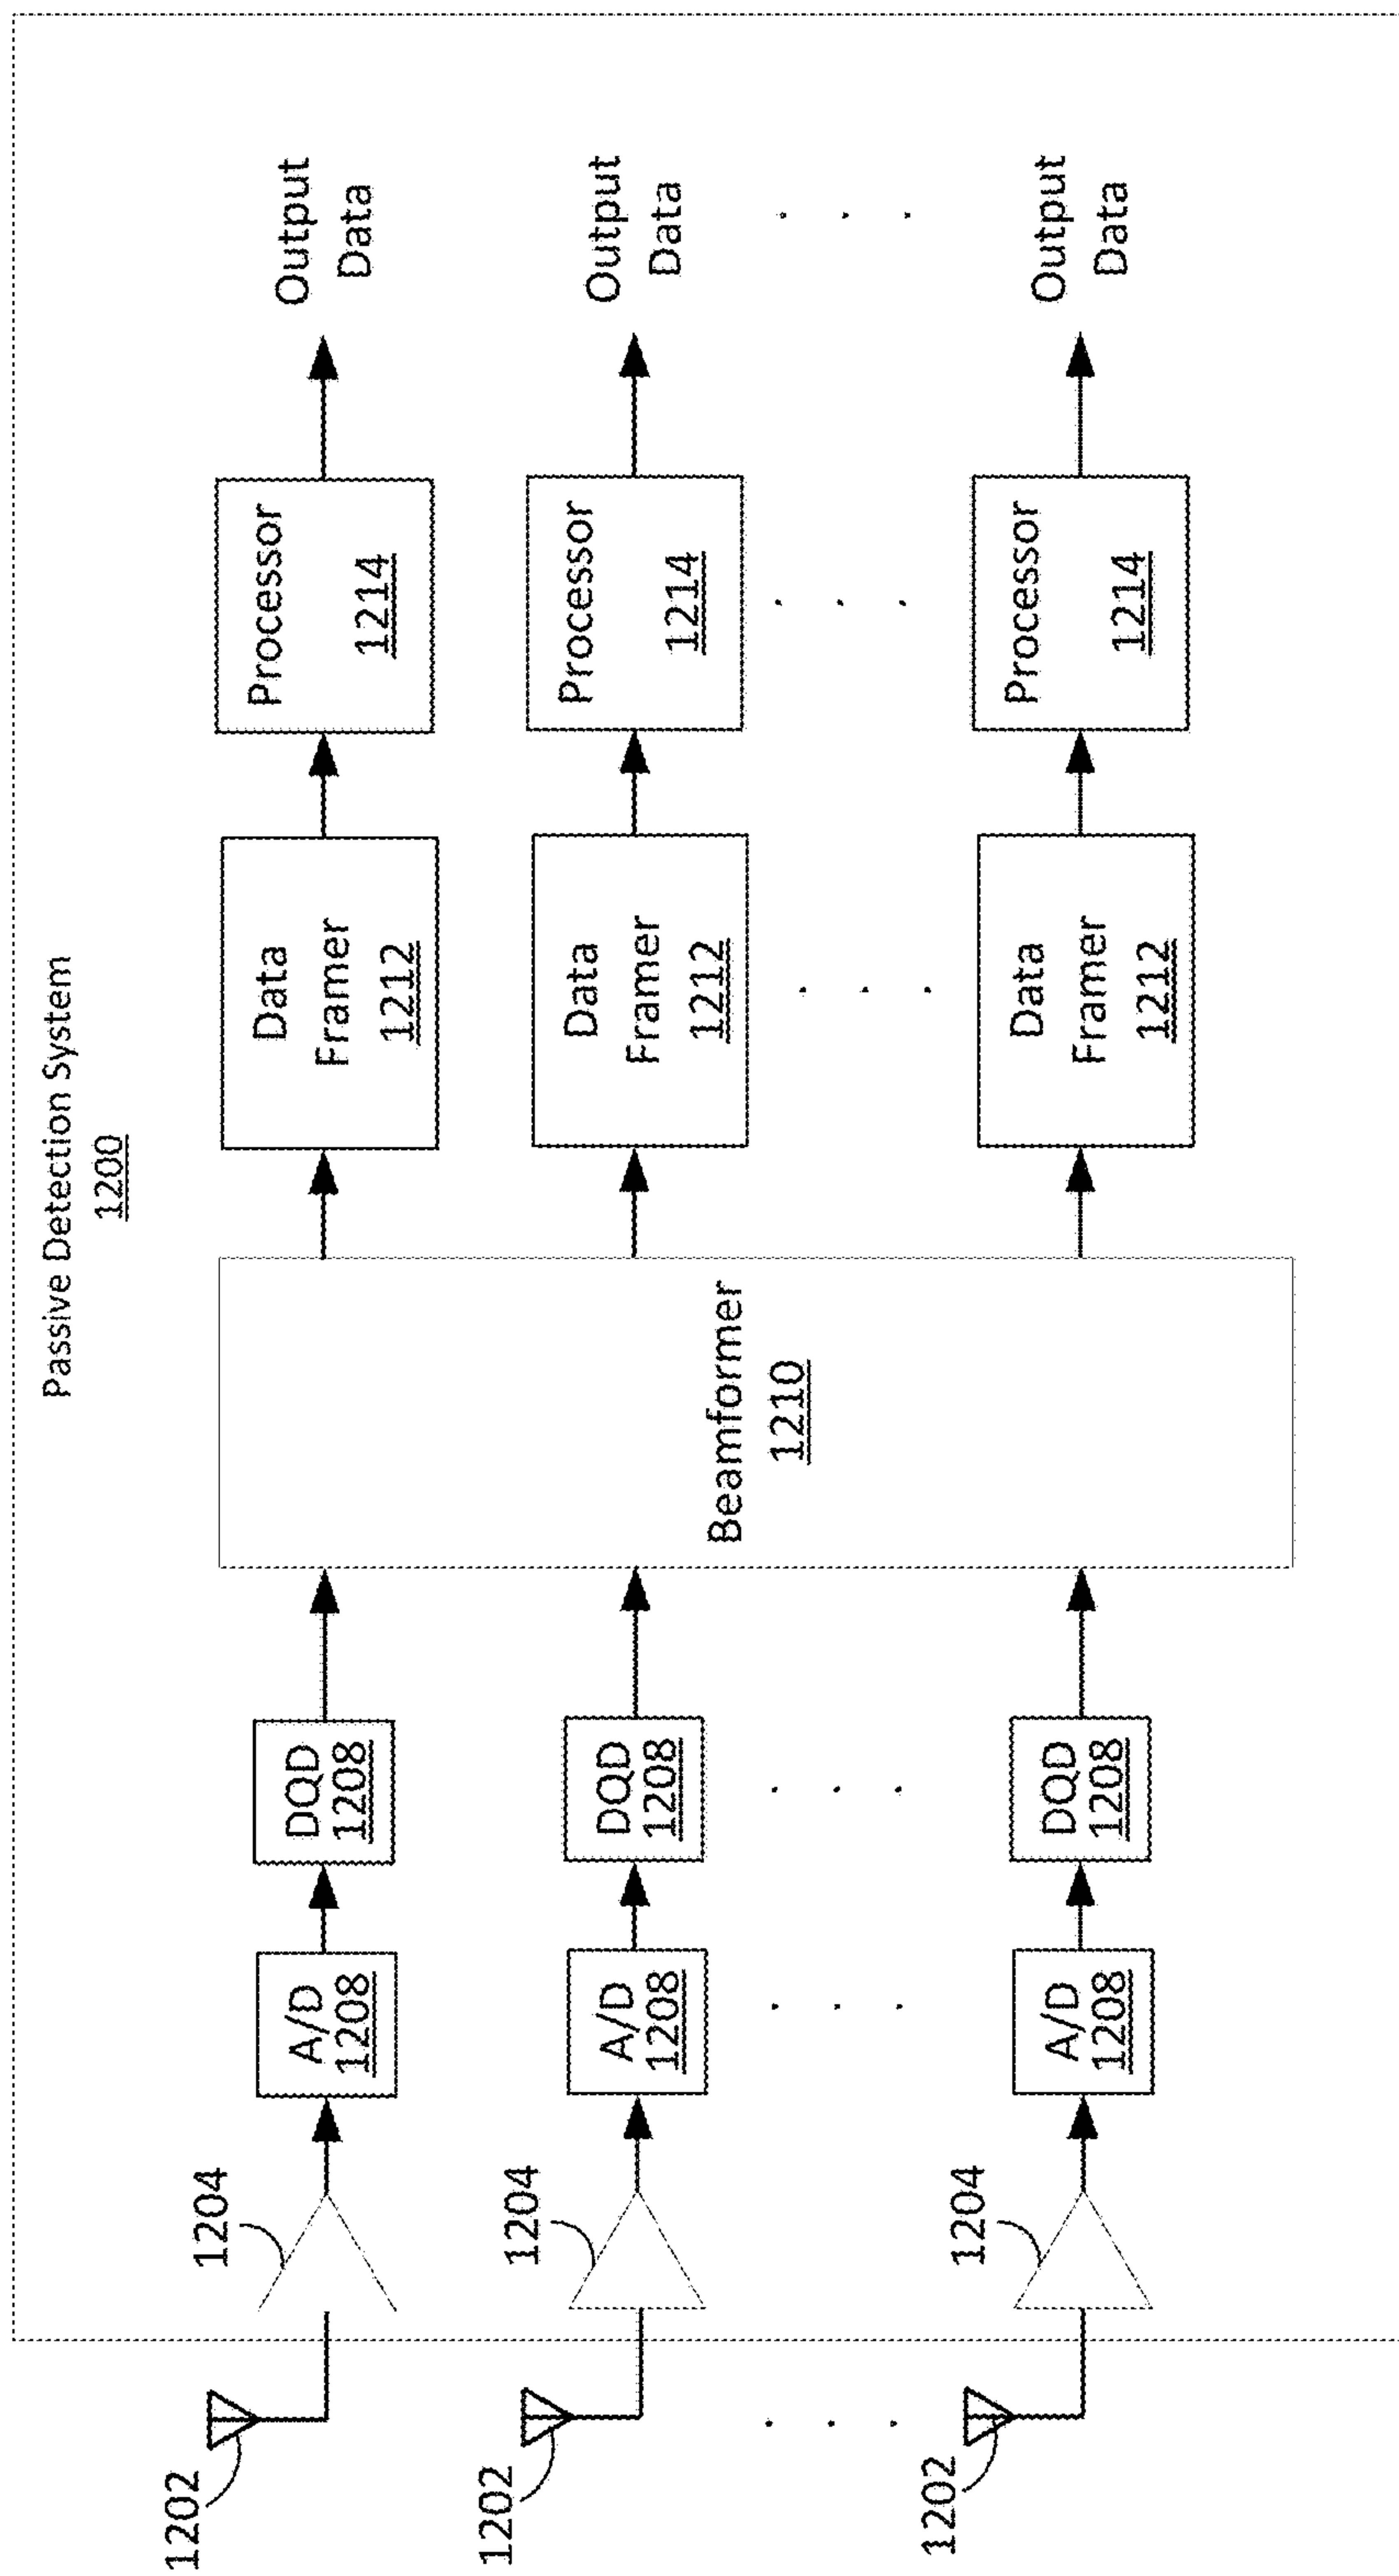 Passive Detection System
1200
1202
1204
A/D
1208
DQD
1208
Beamformer
1210
Data
Framer
1212
Processor
1214
Output
Data
1202
1204
A/D
1208
DQD
1208
Data
Framer
1212
Processor
1214
Output
Data
. . .
. . .
. . .
. . .
. . .
. . .
1202
1204
A/D
1208
DQD
1208
Data
Framer
1212
Processor
1214
Output
Data